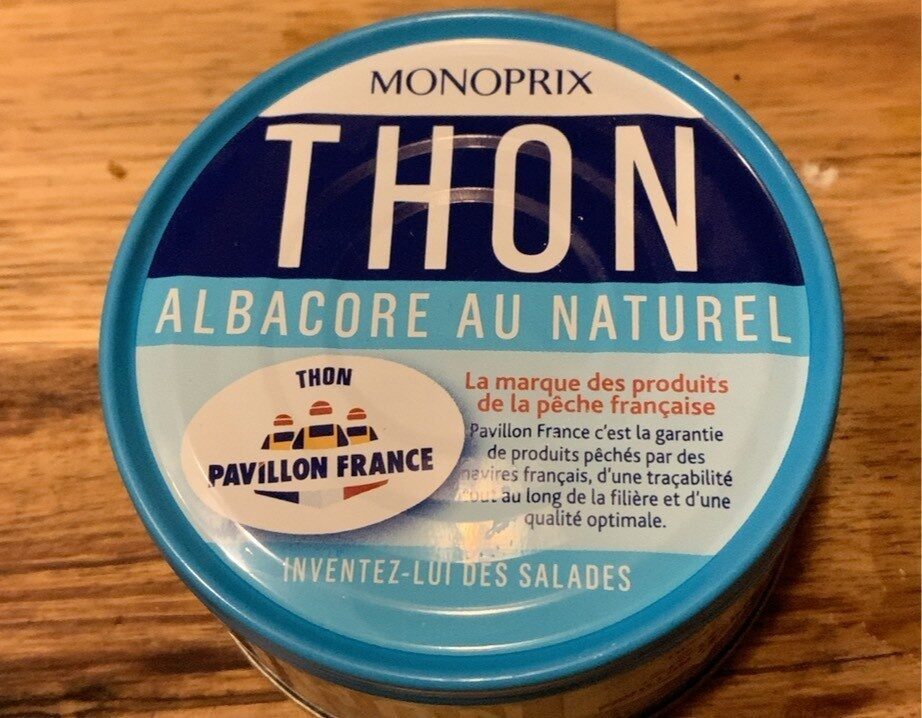 MONOPRIX
THON
ALBACORE AU NATUREL
THON
PAVILLON FRANCE
La marque des produits
de la pêche française
Pavillon France c'est la garantie
de produits pêchés par des
navires français, d'une traçabilité
tout au long de la filière et d'une
qualité optimale.
INVENTEZ-LUI DES SALADES